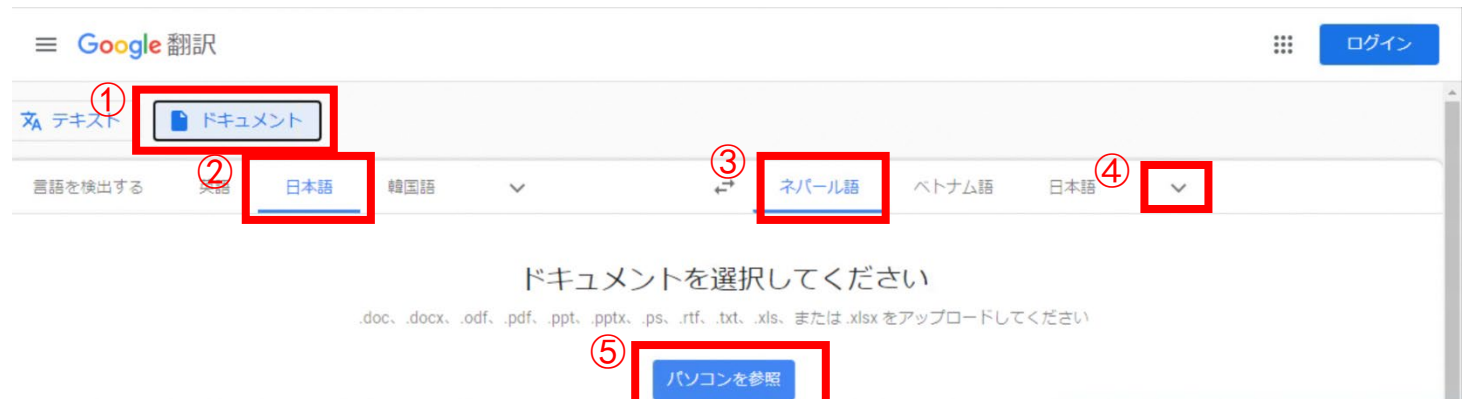 Google 翻訳 ログイン
① テキスト ドキュメント
② ③ ④
言語を検出する 英語 日本語 韓国語 ネパール語 ベトナム語 日本語
ドキュメントを選択してください
.doc、.docx、.odf、.pdf、.ppt、.pptx、.ps、.rtf、.txt、.xls、または .xlsx をアップロードしてください
⑤
パソコンを参照